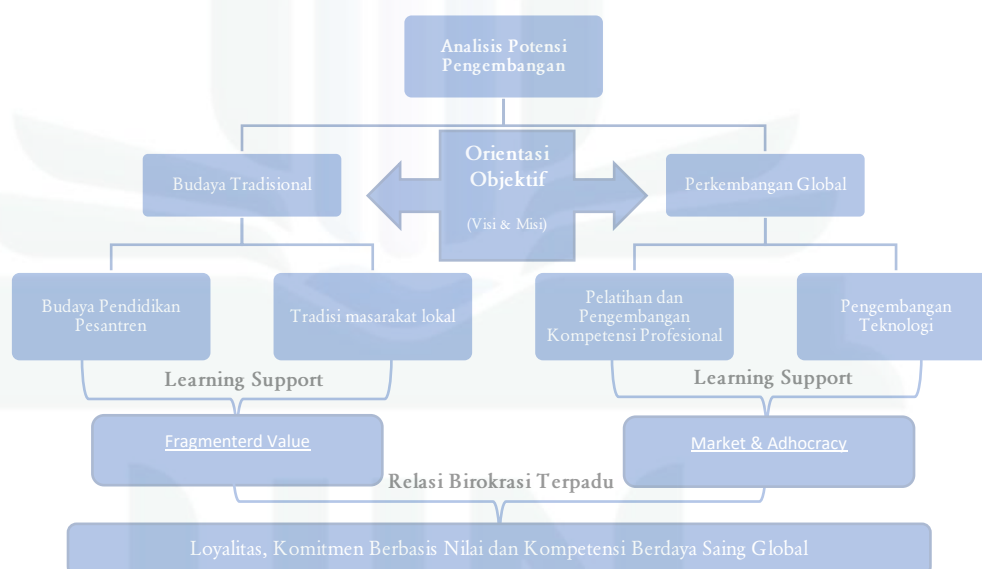 Analisis Potensi
Pengembangan
Orientasi
Objektif
(Visi & Misi)
Budaya Tradisional
Perkembangan Global
Budaya Pendidikan
Pesantren
Tradisi masarakat lokal
Pelatihan dan
Pengembangan
Kompetensi Profesional
Pengembangan
Teknologi
Learning Support
Learning Support
Fragmenterd Value
Market & Adhocracy
Relasi Birokrasi Terpadu
Loyalitas, Komitmen Berbasis Nilai dan Kompetensi Berdaya Saing Global